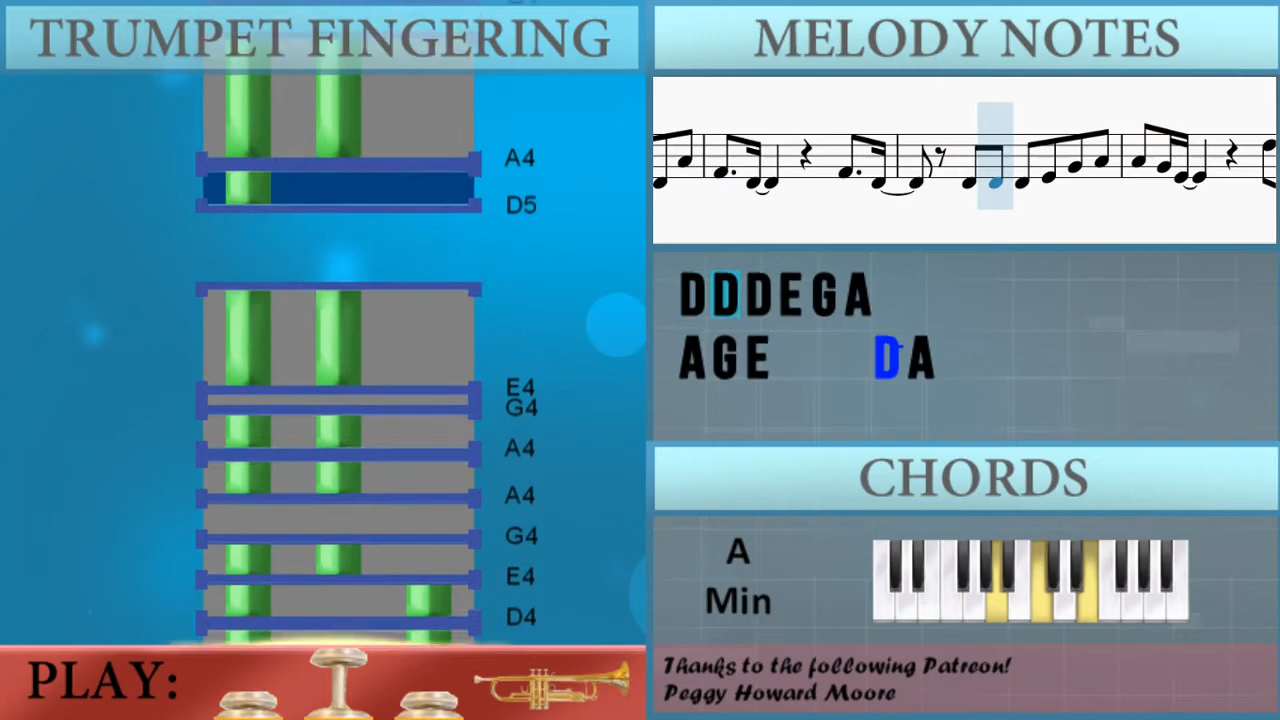 TRUMPET FINGERING
A4
D5
E4
G4
A4
A4
G4
E4
D4
PLAY:
MELODY NOTES
DDDEGA
AGE DA
CHORDS
A
Min
Thanks to the following Patreon!
Peggy Howard Moore